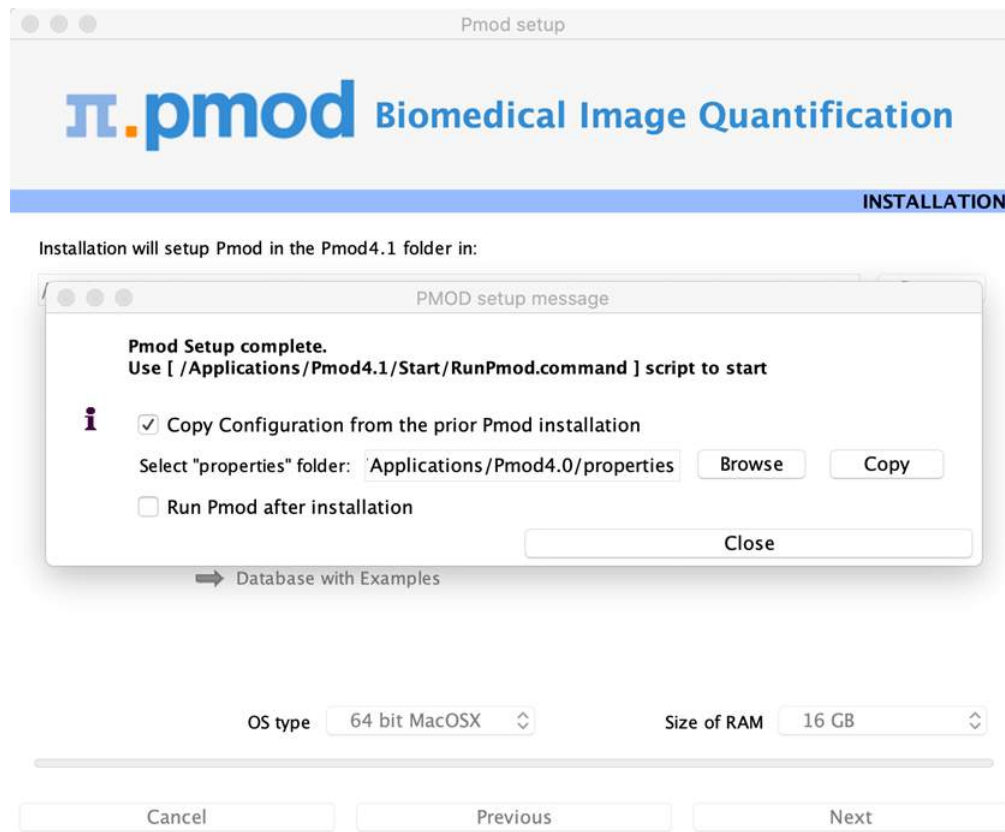 Pmod setup
π.pmod Biomedical Image Quantification
INSTALLATION
Installation will setup Pmod in the Pmod4.1 folder in:
/
PMOD setup message
Pmod Setup complete.
Use [ /Applications/Pmod4.1/Start/RunPmod.command ] script to start
i
Copy Configuration from the prior Pmod installation
Select "properties" folder: Applications/Pmod4.0/properties Browse Copy
Run Pmod after installation
Close
Database with Examples
OS type 64 bit MacOSX Size of RAM 16 GB
Cancel Previous Next